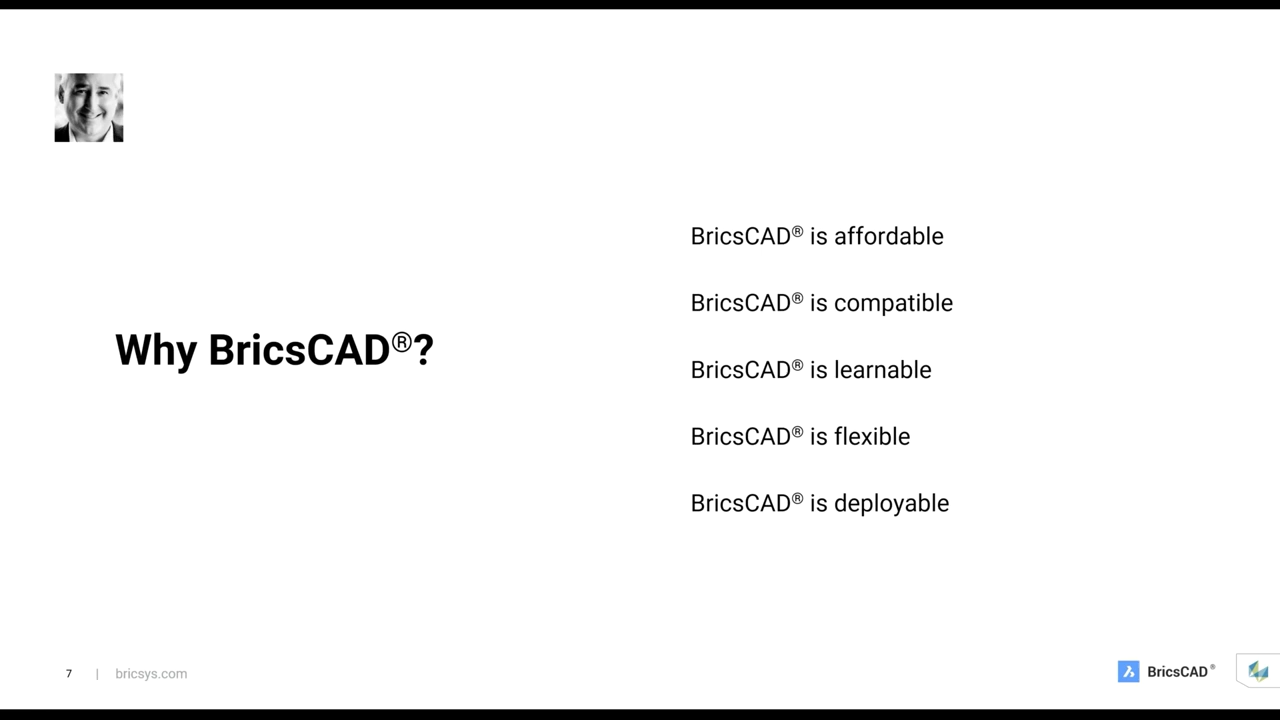 Why BricsCAD®?
BricsCAD® is affordable
BricsCAD® is compatible
BricsCAD® is learnable
BricsCAD® is flexible
BricsCAD® is deployable
7 | bricsys.com
BricsCAD®